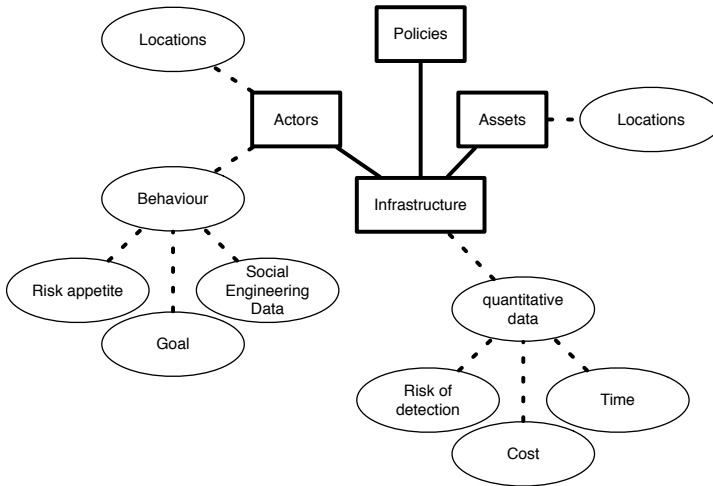 Locations
Policies
Actors
Assets
Locations
Behaviour
Infrastructure
Risk appetite
Social
Engineering
Data
Goal
quantitative
data
Risk of
detection
Time
Cost